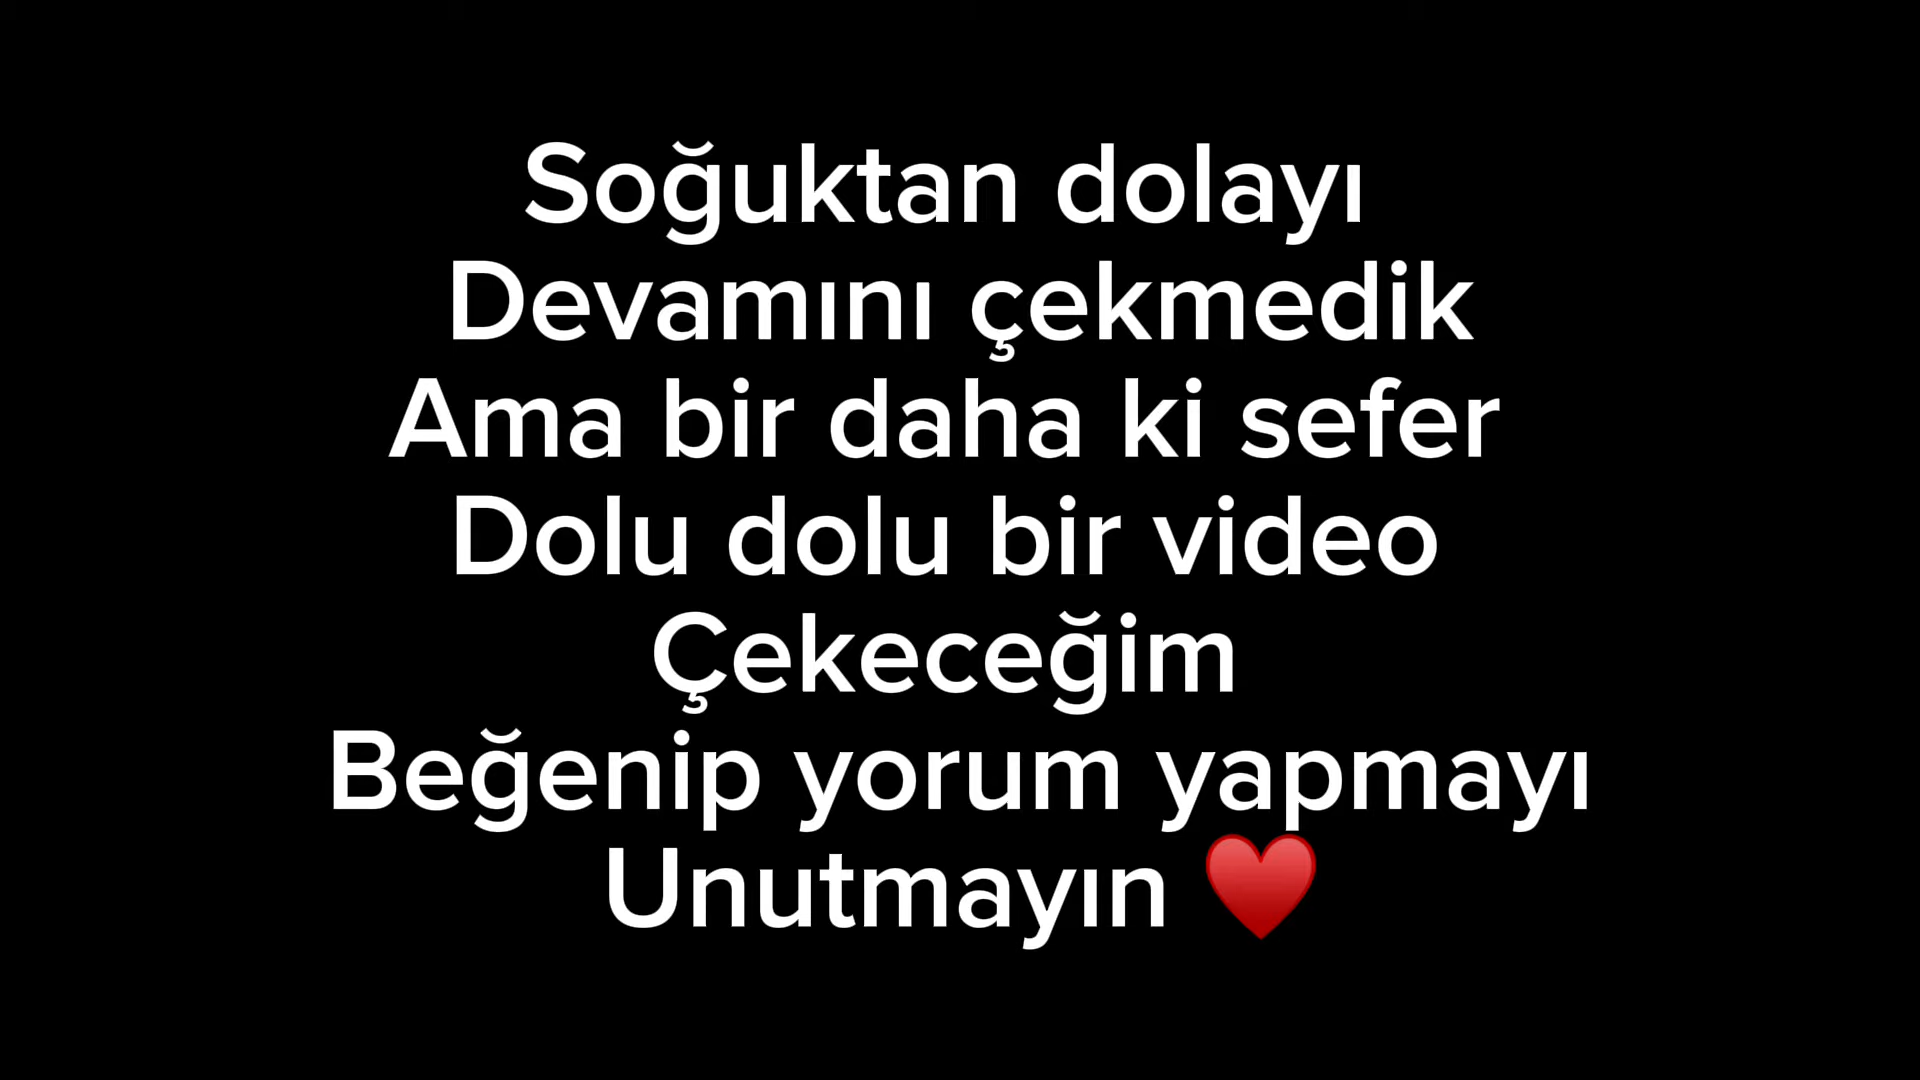 Soğuktan dolayı
Devamını çekmedik
Ama bir daha ki sefer
Dolu dolu bir video
Çekeceğim
Beğenip yorum yapmayı
Unutmayın ♥️